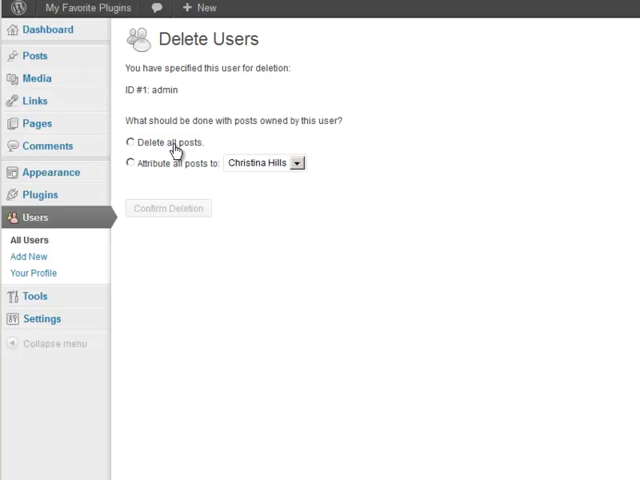 My Favorite Plugins
New
Dashboard
Posts
Media
Links
Pages
Comments
Appearance
Plugins
Users
All Users
Add New
Your Profile
Tools
Settings
Collapse menu
Delete Users
You have specified this user for deletion:
ID #1: admin
What should be done with posts owned by this user?
Delete all posts.
Attribute all posts to: Christina Hills
Confirm Deletion